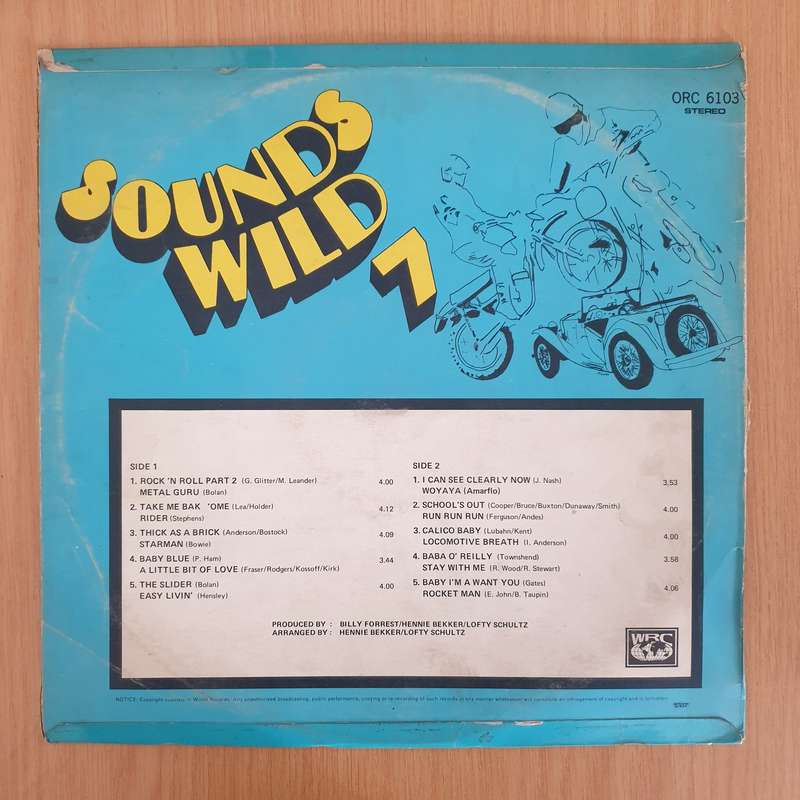 ORC 6103
STEREO
SOUNDS
WILD 7
SIDE 1
1. ROCK 'N ROLL PART 2 (G. Glitter/M. Leander) 4.00
METAL GURU (Bolan)
2. TAKE ME BAK 'OME (Lea/Holder) 4.12
RIDER (Stephens)
3. THICK AS A BRICK (Anderson/Bostock) 4.09
STARMAN (Bowie)
4. BABY BLUE (P. Ham) 3.44
A LITTLE BIT OF LOVE (Fraser/Rodgers/Kossoff/Kirk)
5. THE SLIDER (Bolan) 4.00
EASY LIVIN' (Hensley)
SIDE 2
1. I CAN SEE CLEARLY NOW (J. Nash) 3,53
WOYAYA (Amarflo)
2. SCHOOL'S OUT (Cooper/Bruce/Buxton/Dunaway/Smith) 4.00
RUN RUN RUN (Ferguson/Andes)
3. CALICO BABY (Lubahn/Kent) 4.00
LOCOMOTIVE BREATH (I. Anderson)
4. BABA O' REILLY (Townshend) 3.58
STAY WITH ME (R. Wood/R. Stewart)
5. BABY I'M A WANT YOU (Gates) 4.06
ROCKET MAN (E. John/B. Taupin)
PRODUCED BY : BILLY FORREST/HENNIE BEKKER/LOFTY SCHULTZ
ARRANGED BY : HENNIE BEKKER/LOFTY SCHULTZ
WRC
NOTICE: Copyright